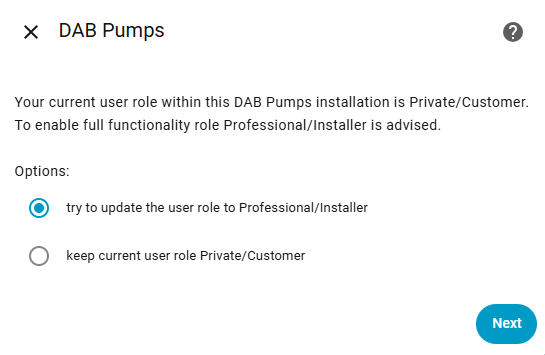 DAB Pumps
Your current user role within this DAB Pumps installation is Private/Customer.
To enable full functionality role Professional/Installer is advised.
Options:
try to update the user role to Professional/Installer
keep current user role Private/Customer
Next